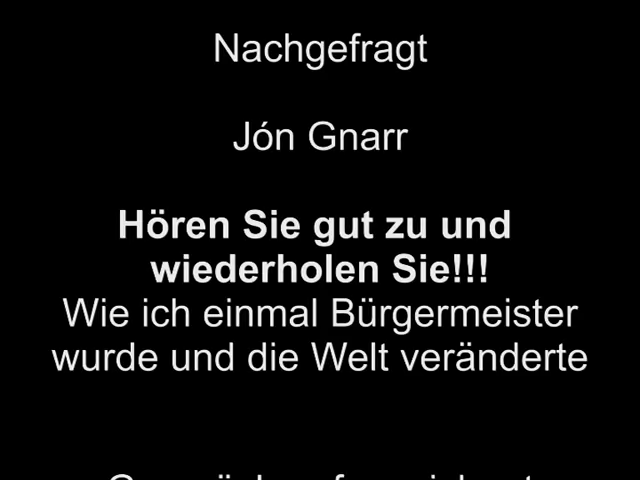 Nachgefragt
Jón Gnarr
Hören Sie gut zu und
wiederholen Sie!!!
Wie ich einmal Bürgermeister
wurde und die Welt veränderte